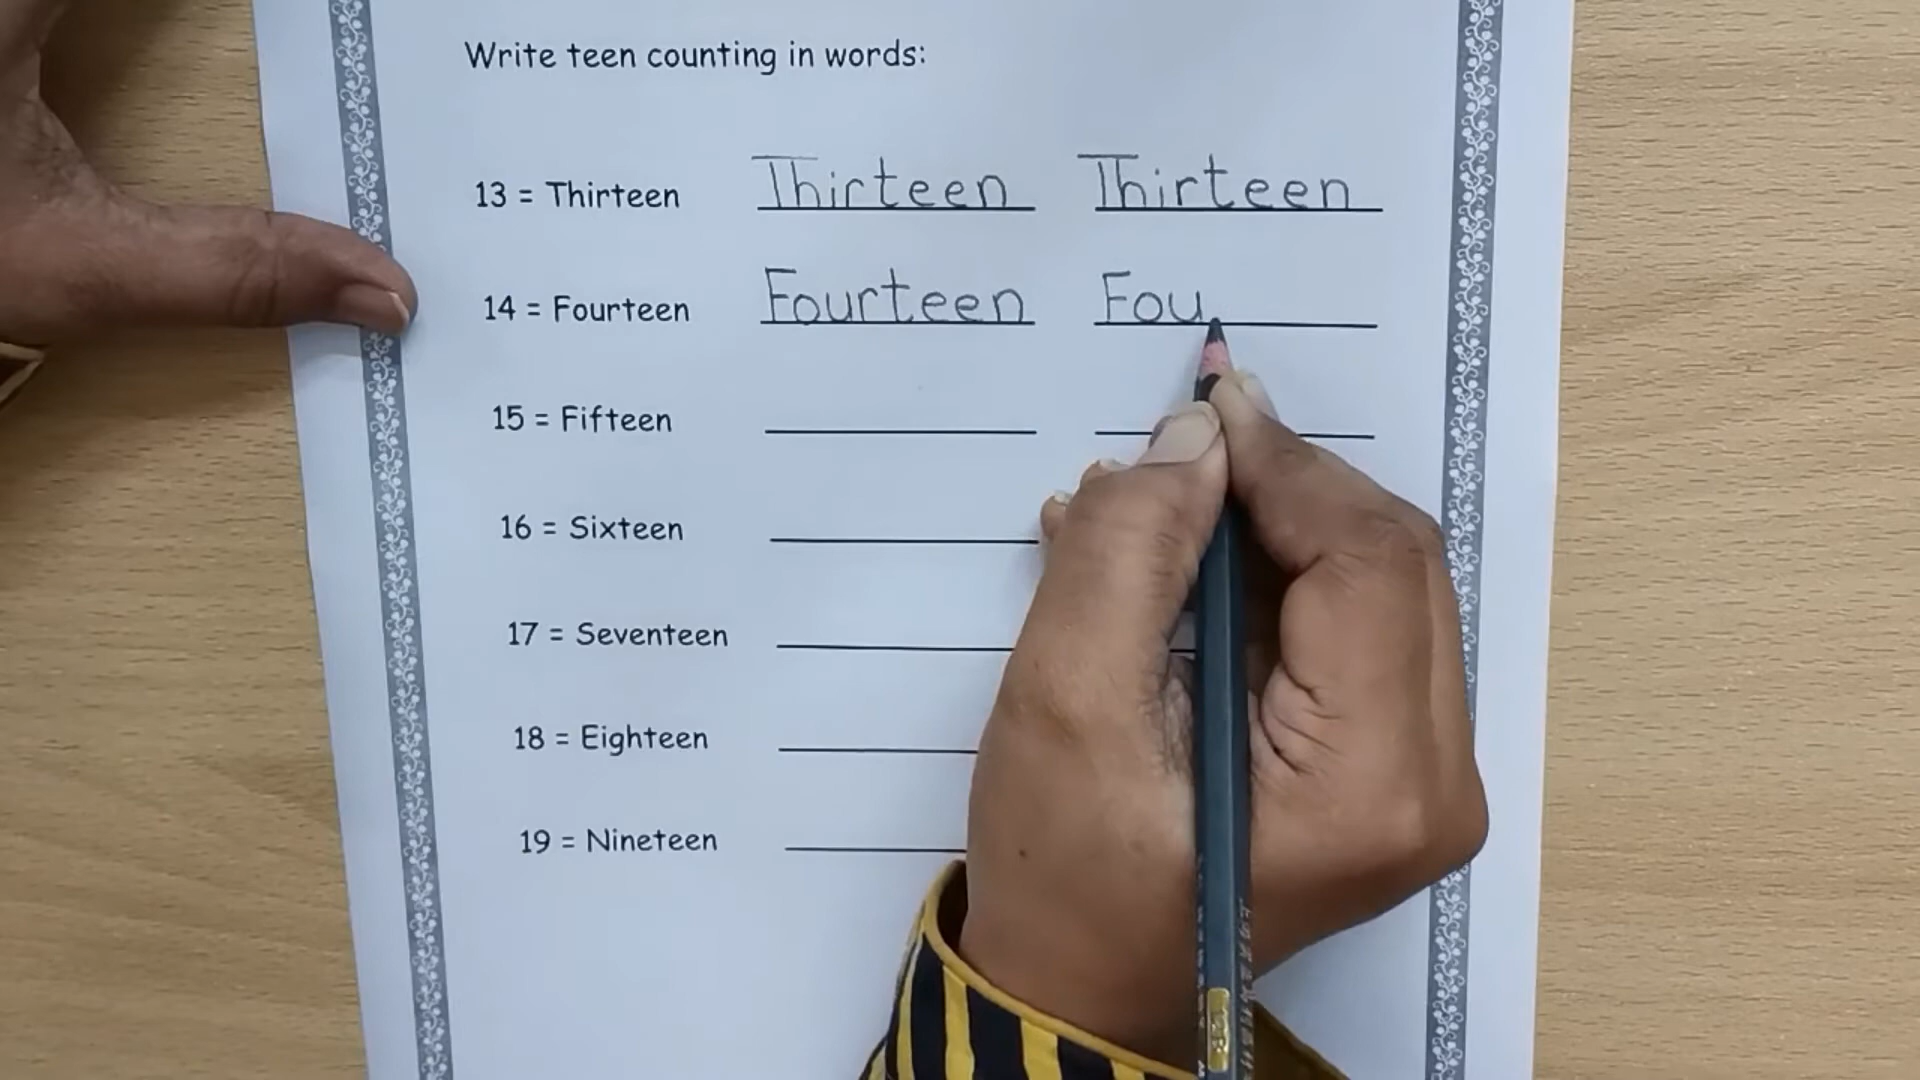 Write teen counting in words:
13 = Thirteen Thirteen Thirteen
14 = Fourteen Fourteen Fou
15 = Fifteen
16 = Sixteen
17 = Seventeen
18 = Eighteen
19 = Nineteen